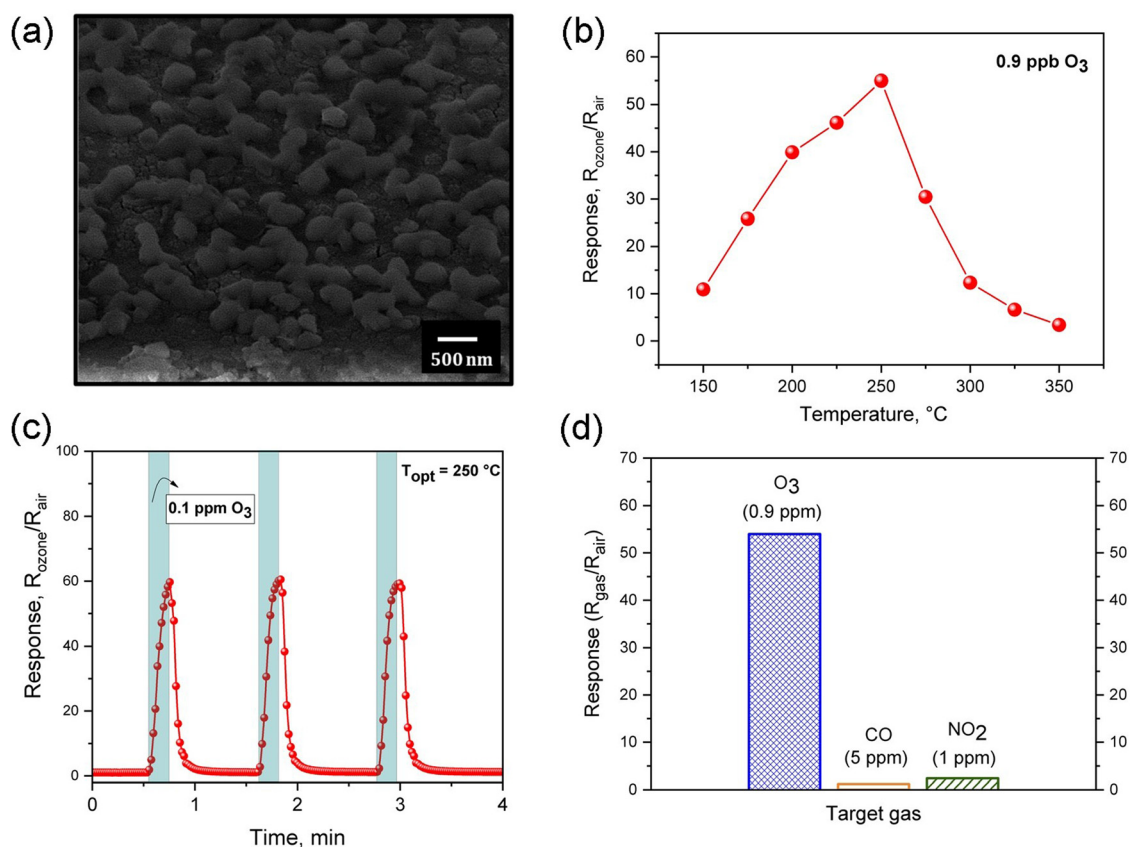 (a)
500 nm
(b)
0.9 ppb O3
Response, Rozone/Rair
60
50
40
30
20
10
0
150 200 250 300 350
Temperature, °C
(c)
Topt = 250 °C
0.1 ppm O3
Response, Rozone/Rair
100
80
60
40
20
0
0 1 2 3 4
Time, min
(d)
Response (Rgas/Rair)
70 70
60 60
50 50
40 40
30 30
20 20
10 10
0 0
O3
(0.9 ppm)
CO
(5 ppm)
NO2
(1 ppm)
Target gas